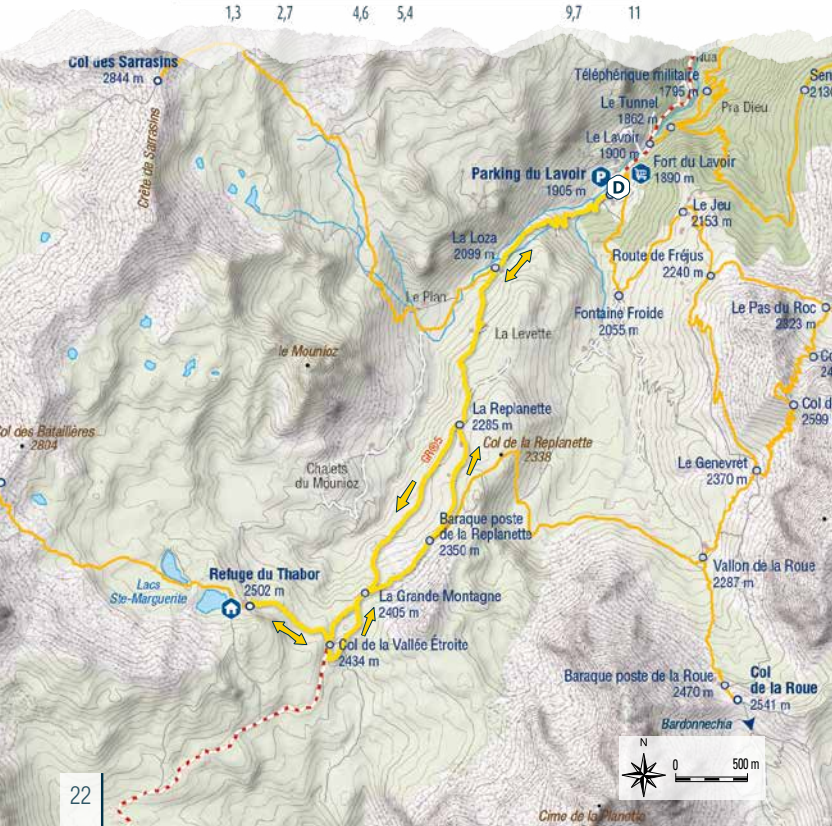 1,3 2,7 4,6 5,4 9,7 11
Col des Sarrasins
2844 m
Crête de Sarrasins
Téléphérique militaire
1795 m
Pra Dieu
Le Tunnel
1862 m
Le Lavoir
1900 m
Parking du Lavoir
1905 m
P
D
Fort du Lavoir
1890 m
Le Jeu
2153 m
La Loza
2099 m
Route de Fréjus
2240 m
Le Plan
Fontaine Froide
2055 m
Le Pas du Roc
2323 m
La Levette
le Mounioz
La Replanette
2285 m
GR®5
Col de la Replanette
2338
Col d
2599
Col des Bataillères
2804
Chalets
du Mounioz
Le Genevret
2370 m
Baraque poste
de la Replanette
2350 m
Vallon de la Roue
2287 m
Refuge du Thabor
2502 m
Lacs
Ste-Marguerite
La Grande Montagne
2405 m
Col de la Vallée Étroite
2434 m
Baraque poste de la Roue
2470 m
Col
de la Roue
2541 m
Bardonnechia
N
0 500 m
22
Cime de la Planette